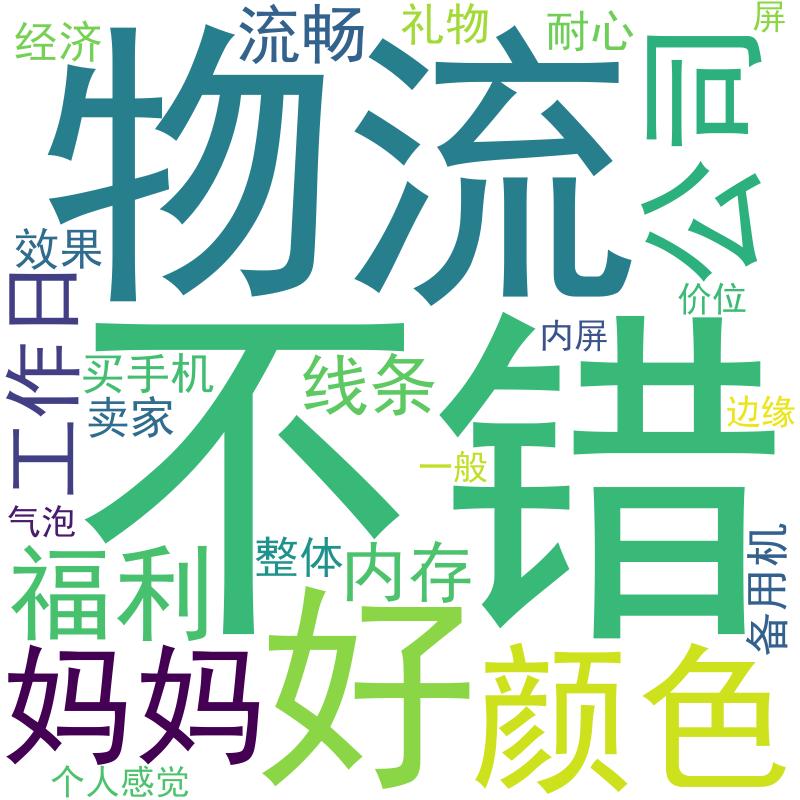 经济
流畅
礼物
耐心
屏
物流
公司
效果
工作日
价位
不错
内屏
买手机
线条
卖家
边缘
一般
气泡
整体
内存
福利
备用机
妈妈
好
颜色
个人感觉